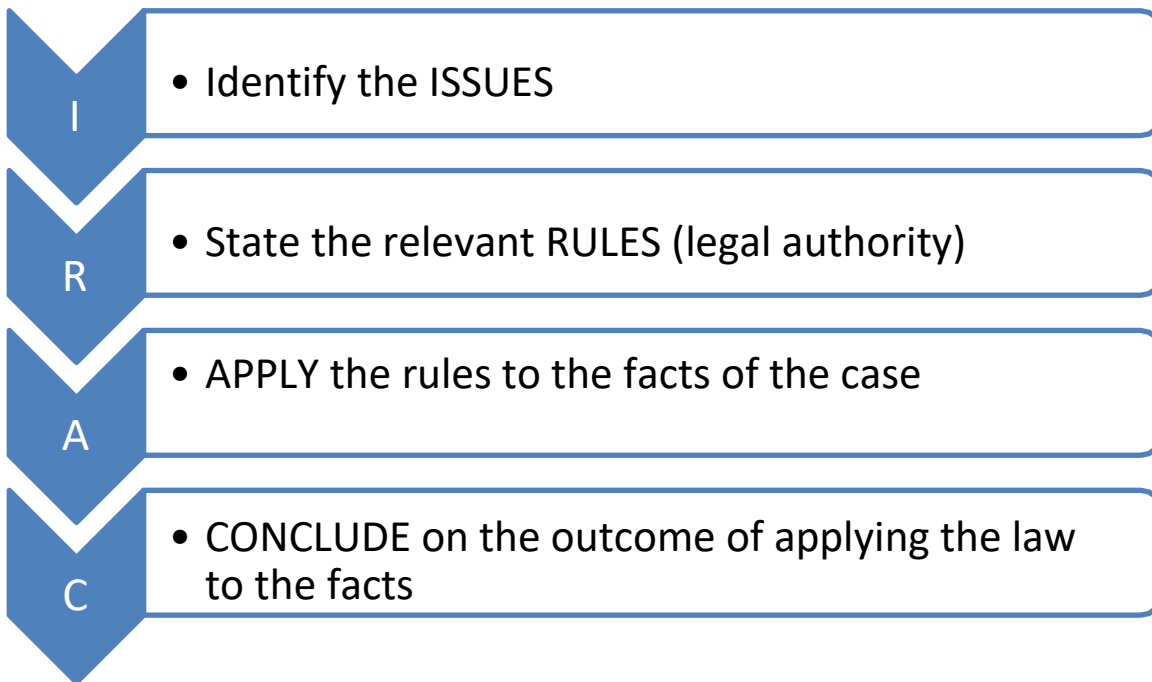 I
• Identify the ISSUES
R
• State the relevant RULES (legal authority)
A
• APPLY the rules to the facts of the case
C
• CONCLUDE on the outcome of applying the law
to the facts